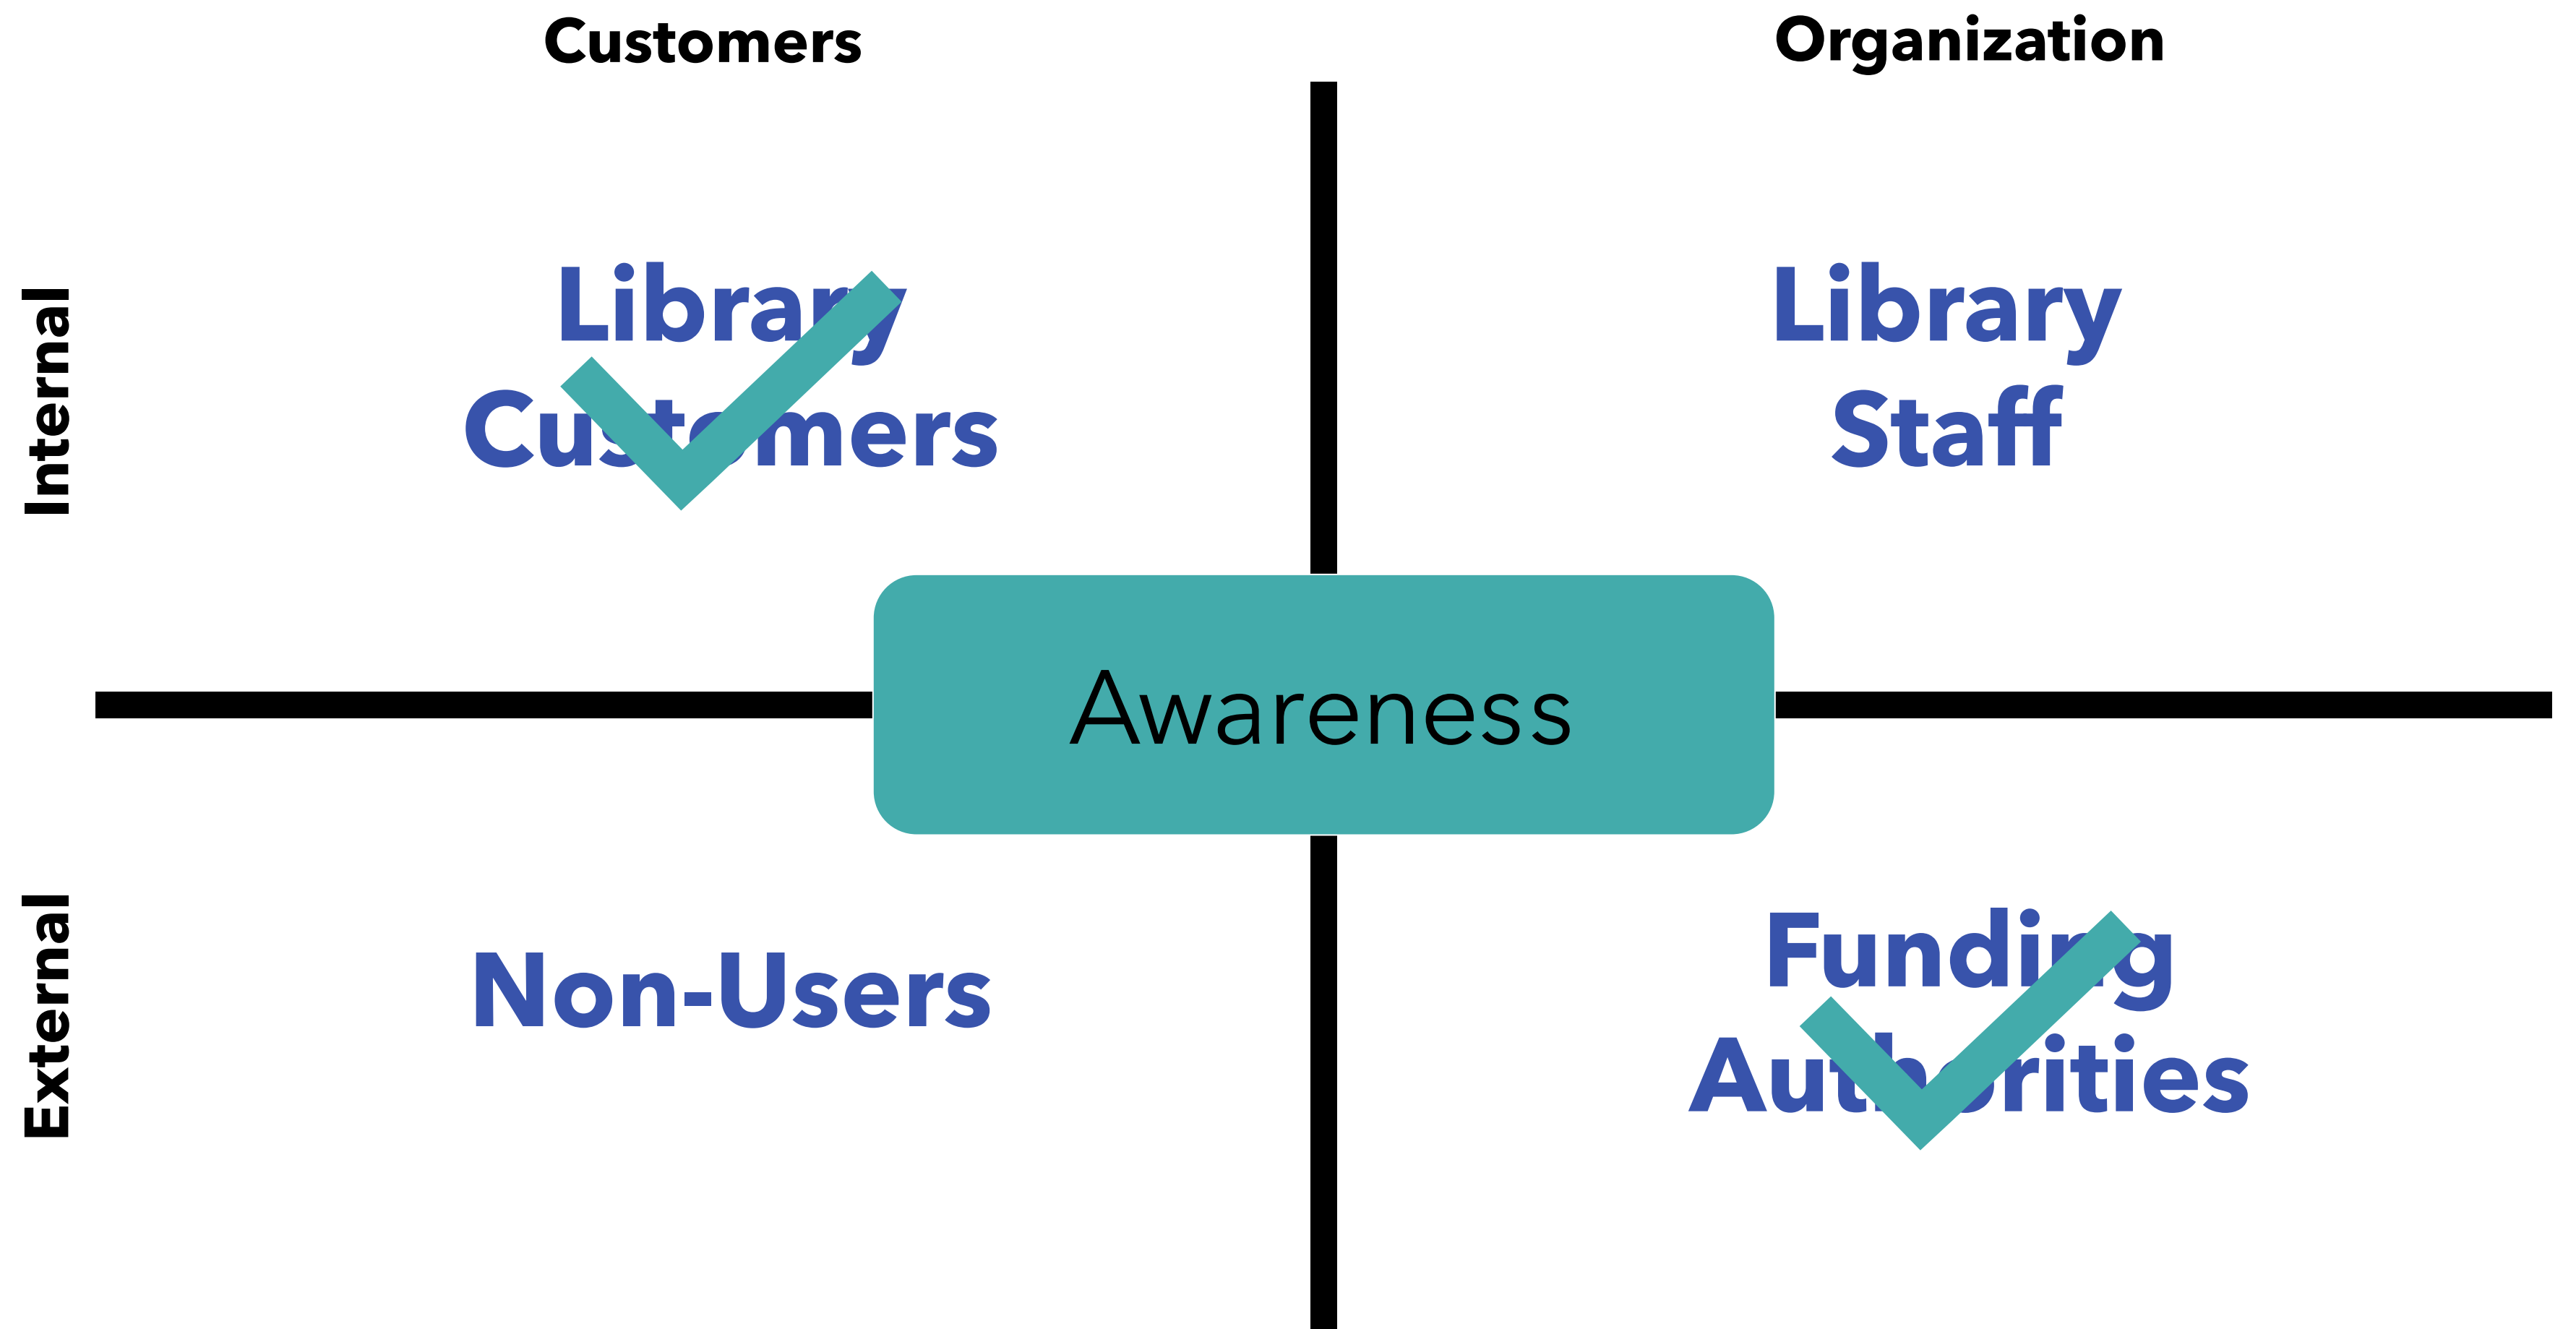 Customers
Organization
Internal
Library
Customers
Library
Staff
Awareness
External
Non-Users
Funding
Authorities